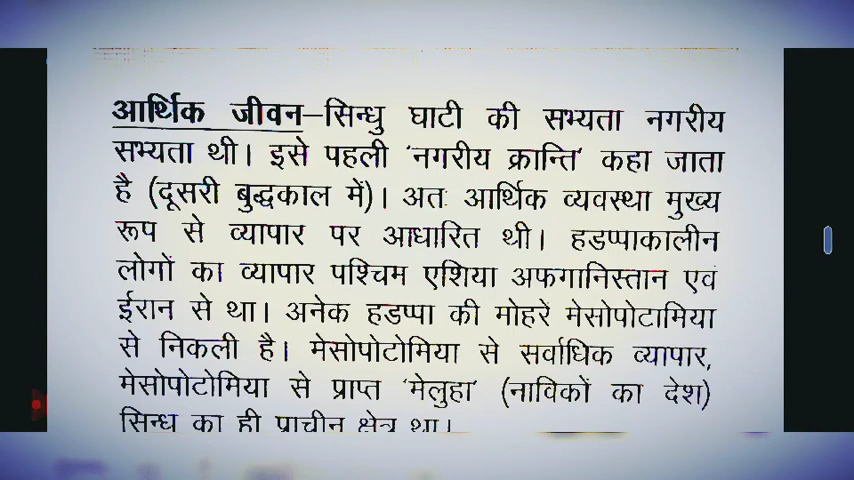 आर्थिक जीवन–सिन्धु घाटी की सभ्यता नगरीय
सभ्यता थी। इसे पहली 'नगरीय क्रान्ति' कहा जाता
है (दूसरी बुद्धकाल में)। अतः आर्थिक व्यवस्था मुख्य
रूप से व्यापार पर आधारित थी। हडप्पाकालीन
लोगों का व्यापार पश्चिम एशिया अफगानिस्तान एवं
ईरान से था। अनेक हडप्पा की मोहरें मेसोपोटामिया
से निकली है। मेसोपोटोमिया से सर्वाधिक व्यापार,
मेसोपोटोमिया से प्राप्त 'मेलुहा' (नाविकों का देश)
सिन्ध का ही प्राचीन क्षेत्र था।